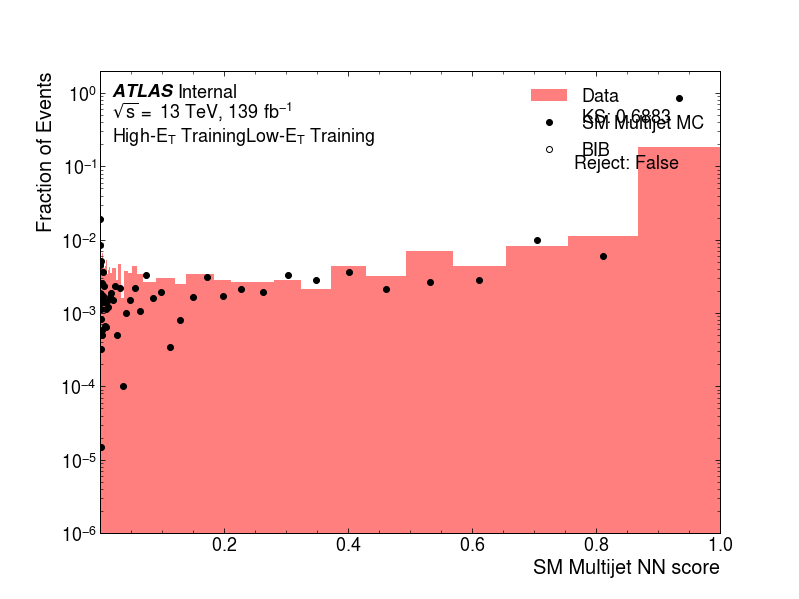 ATLAS Internal
√s = 13 TeV, 139 fb⁻¹
High-E_T TrainingLow-E_T Training
Data
KS: 0.6883
SM Multijet MC
BIB
Reject: False
Fraction of Events
10⁰
10⁻¹
10⁻²
10⁻³
10⁻⁴
10⁻⁵
10⁻⁶
0.2 0.4 0.6 0.8 1.0
SM Multijet NN score